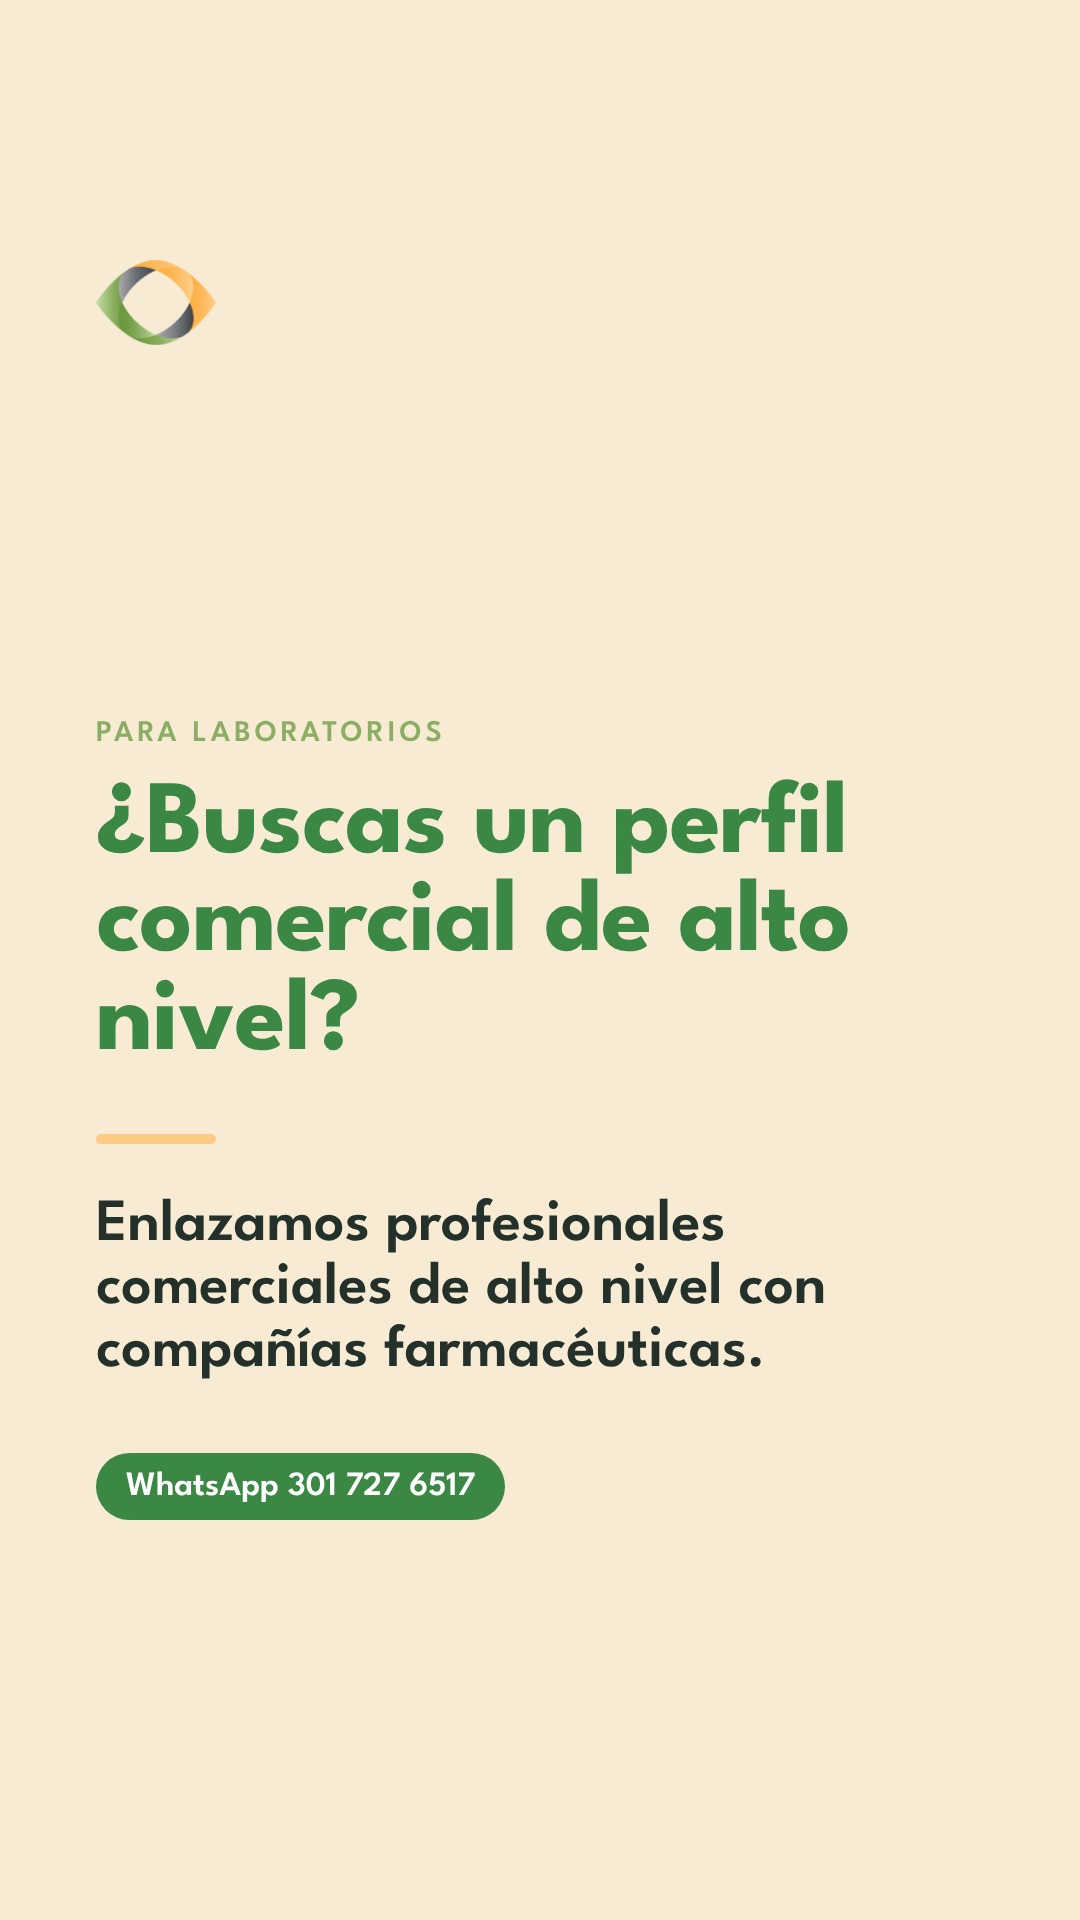 PARA LABORATORIOS
¿Buscas un perfil
comercial de alto
nivel?
Enlazamos profesionales
comerciales de alto nivel con
compañías farmacéuticas.
WhatsApp 301 727 6517